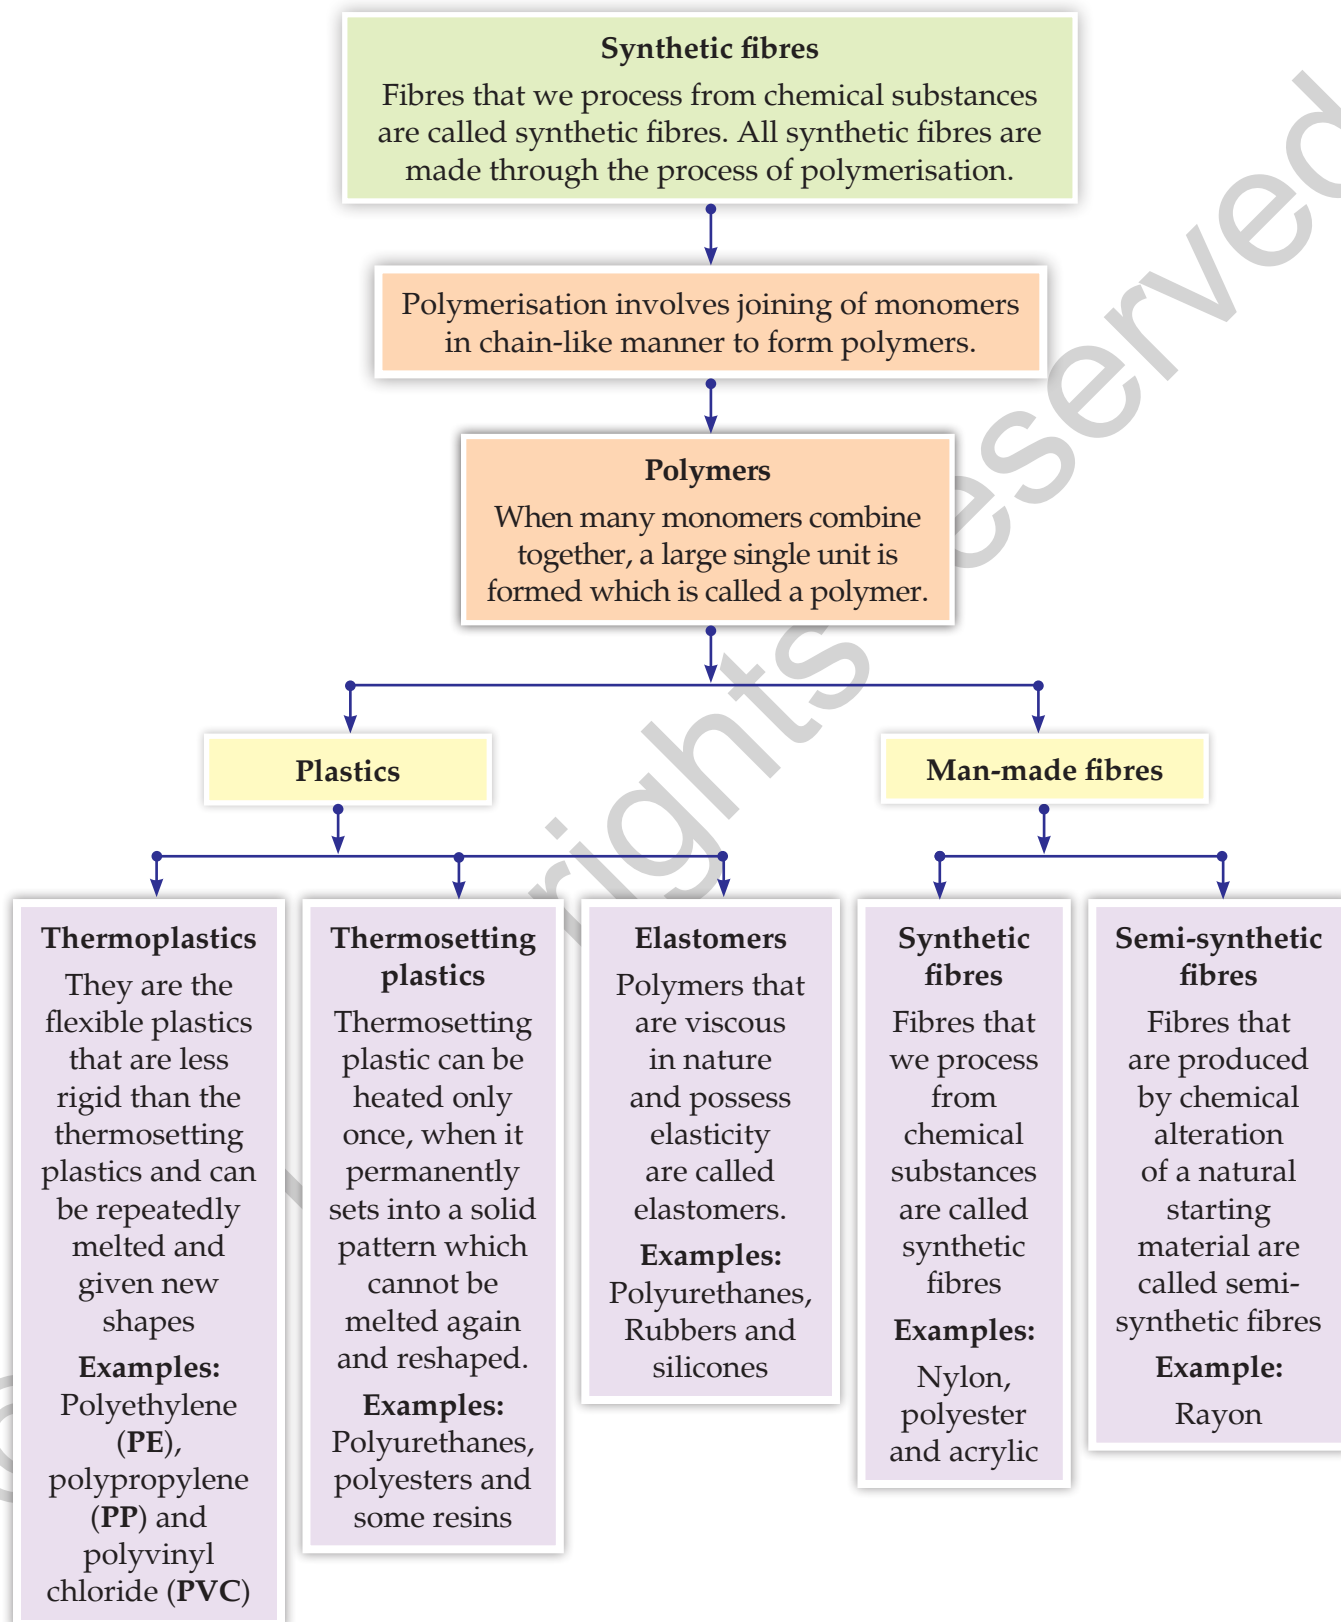 Synthetic fibres
Fibres that we process from chemical substances
are called synthetic fibres. All synthetic fibres are
made through the process of polymerisation.
Polymerisation involves joining of monomers
in chain-like manner to form polymers.
Polymers
When many monomers combine
together, a large single unit is
formed which is called a polymer.
Plastics
Man-made fibres
Thermoplastics
They are the
flexible plastics
that are less
rigid than the
thermosetting
plastics and can
be repeatedly
melted and
given new
shapes
Examples:
Polyethylene
(PE),
polypropylene
(PP) and
polyvinyl
chloride (PVC)
Thermosetting
plastics
Thermosetting
plastic can be
heated only
once, when it
permanently
sets into a solid
pattern which
cannot be
melted again
and reshaped.
Examples:
Polyurethanes,
polyesters and
some resins
Elastomers
Polymers that
are viscous
in nature
and possess
elasticity
are called
elastomers.
Examples:
Polyurethanes,
Rubbers and
silicones
Synthetic
fibres
Fibres that
we process
from
chemical
substances
are called
synthetic
fibres
Examples:
Nylon,
polyester
and acrylic
Semi-synthetic
fibres
Fibres that
are produced
by chemical
alteration
of a natural
starting
material are
called semi-
synthetic fibres
Example:
Rayon
rights reserved